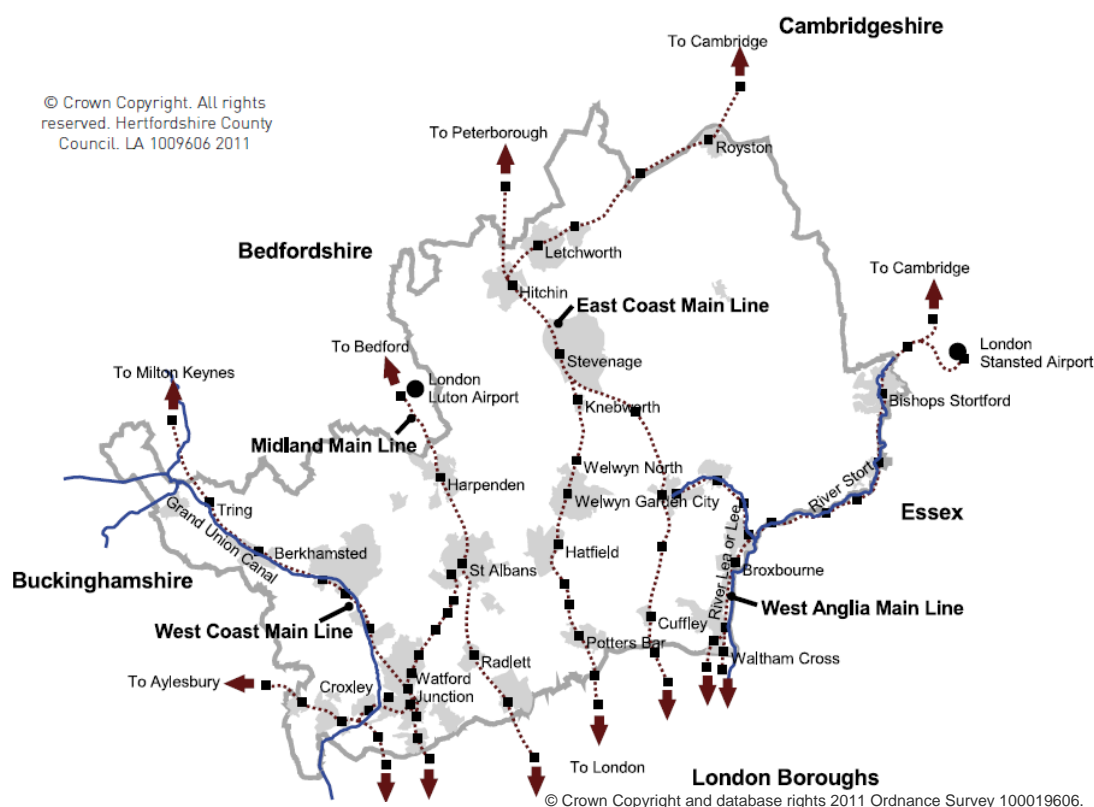 Cambridgeshire
To Cambridge
© Crown Copyright. All rights
reserved. Hertfordshire County
Council. LA 1009606 2011
To Peterborough
Royston
Bedfordshire
Letchworth
To Cambridge
Hitchin
East Coast Main Line
To Bedford
Stevenage
London
Stansted Airport
To Milton Keynes
London
Luton Airport
Knebworth
Bishops Stortford
Midland Main Line
Welwyn North
Harpenden
Welwyn Garden City
River Stort
Tring
Grand Union Canal
Essex
Hatfield
River Lea or Lee
Berkhamsted
St Albans
Broxbourne
Buckinghamshire
West Anglia Main Line
West Coast Main Line
Cuffley
Potters Bar
Waltham Cross
Radlett
To Aylesbury
Croxley
Watford
Junction
To London
London Boroughs
© Crown Copyright and database rights 2011 Ordnance Survey 100019606.